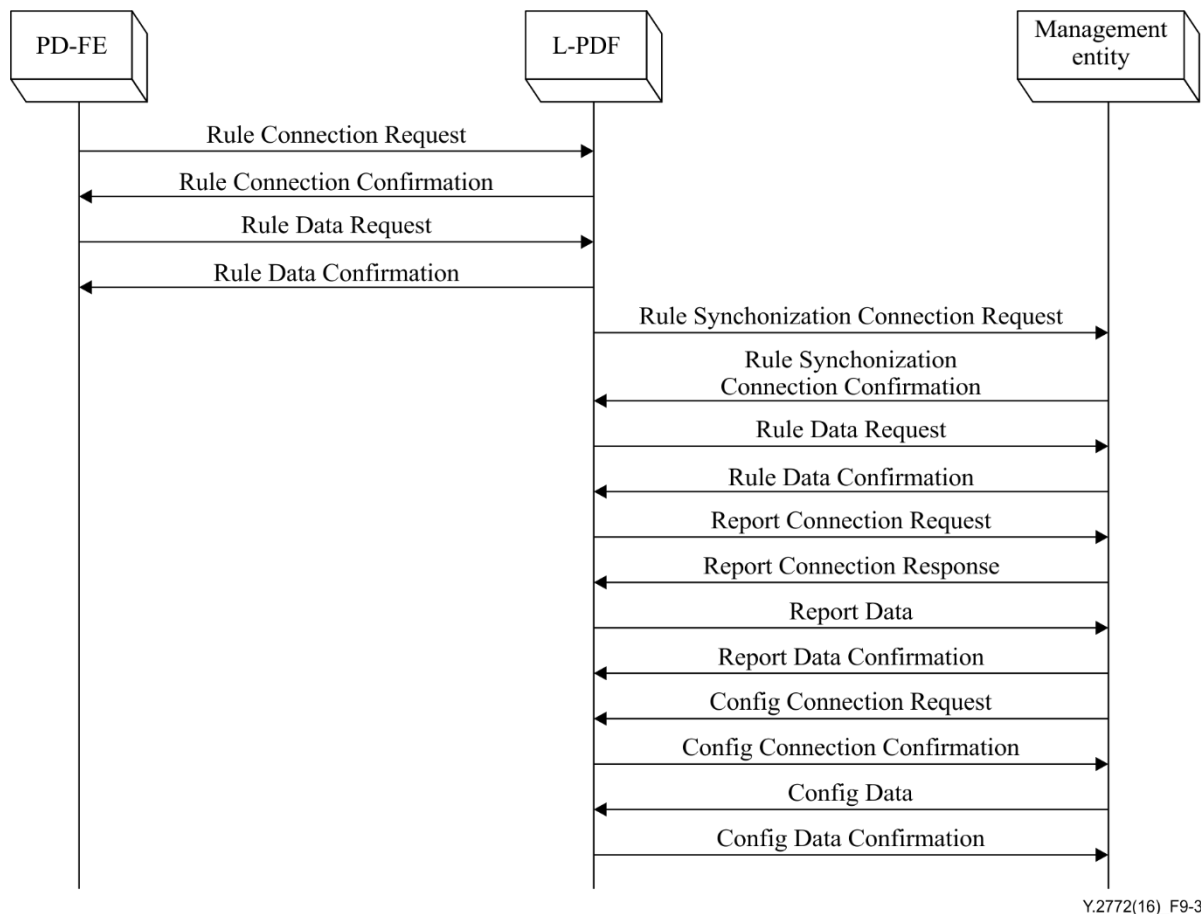 PD-FE
L-PDF
Management
entity
Rule Connection Request
Rule Connection Confirmation
Rule Data Request
Rule Data Confirmation
Rule Synchonization Connection Request
Rule Synchonization
Connection Confirmation
Rule Data Request
Rule Data Confirmation
Report Connection Request
Report Connection Response
Report Data
Report Data Confirmation
Config Connection Request
Config Connection Confirmation
Config Data
Config Data Confirmation
Y.2772(16)_F9-3